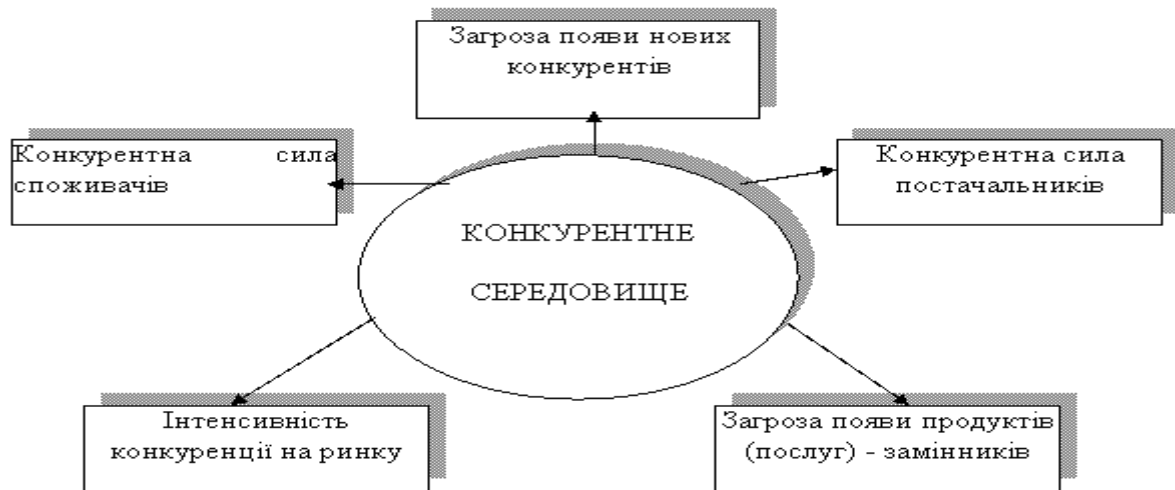 Загроза появи нових
конкурентів
Конкурентна сила
споживачів
Конкурентна сила
постачальників
КОНКУРЕНТНЕ
СЕРЕДОВИЩЕ
Інтенсивність
конкуренції на ринку
Загроза появи продуктів
(послуг) - замінників